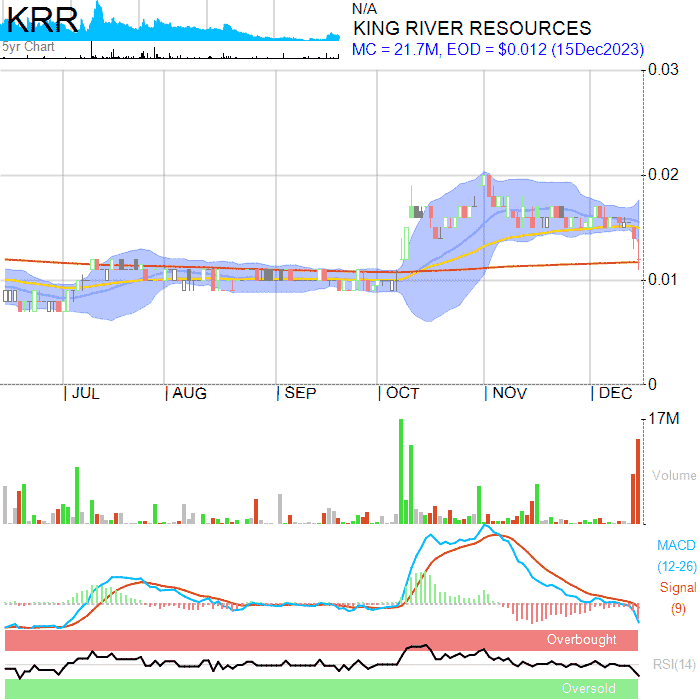 KRR
5yr Chart
N/A
KING RIVER RESOURCES
MC = 21.7M, EOD = $0.012 (15Dec2023)
0.03
0.02
0.01
0
JUL AUG SEP OCT NOV DEC
17M
Volume
MACD
(12-26)
Signal
(9)
Overbought
RSI(14)
Oversold